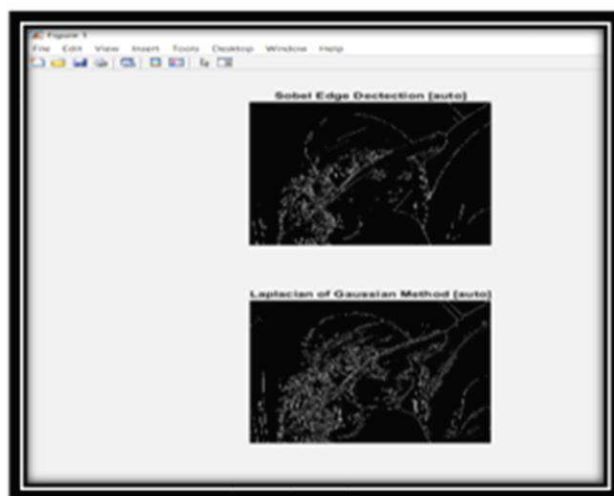 Figure 1
File Edit View Insert Tools Desktop Window Help
Sobel Edge Dectection (auto)
Laplacian of Gaussian Method (auto)